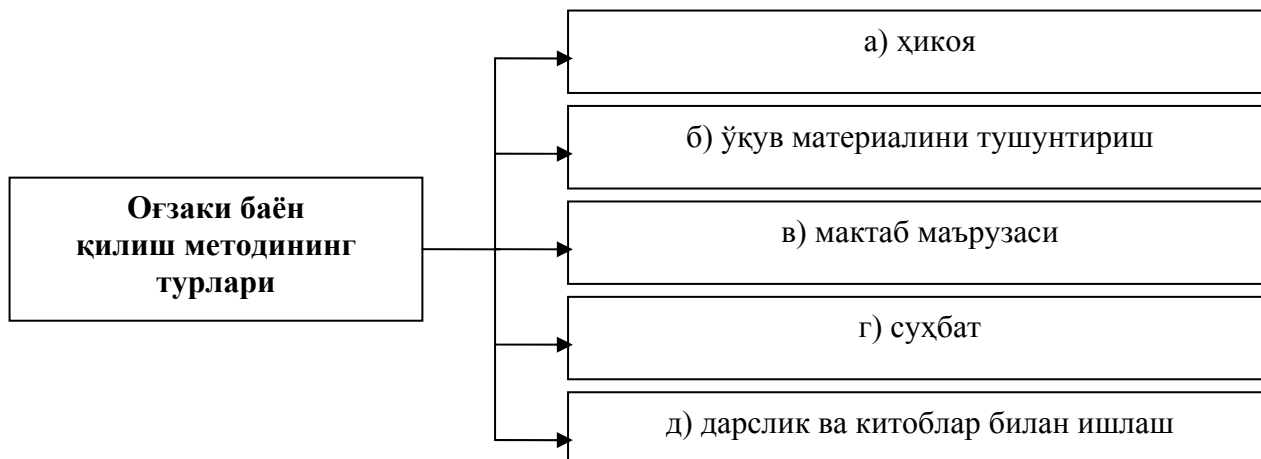 Оғзаки баён
қилиш методининг
турлари
а) ҳикоя
б) ўқув материалини тушунтириш
в) мактаб маърузаси
г) суҳбат
д) дарслик ва китоблар билан ишлаш